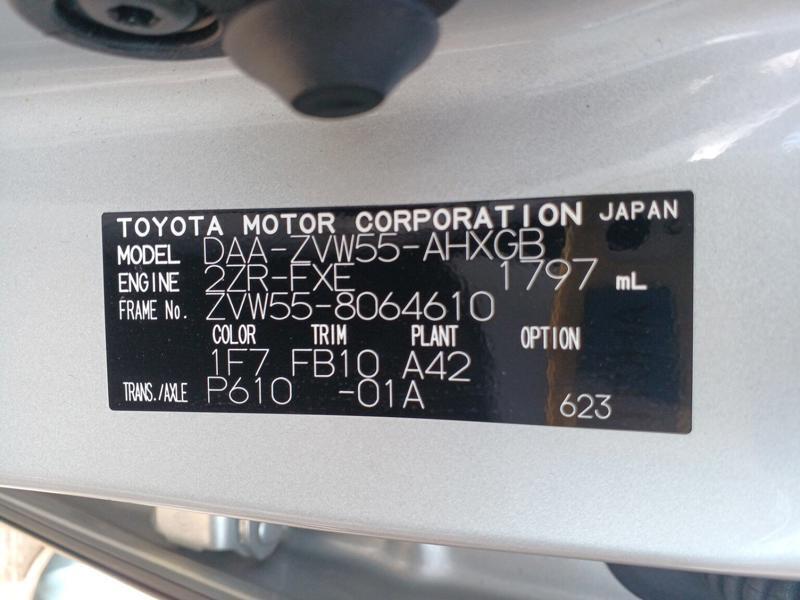 TOYOTA MOTOR CORPORATION JAPAN
MODEL DAA-ZVW55-AHXGB
ENGINE 2ZR-FXE 1797 mL
FRAME No. ZVW55-8064610
COLOR TRIM PLANT OPTION
1F7 FB10 A42
TRANS./AXLE P610 -01A 623